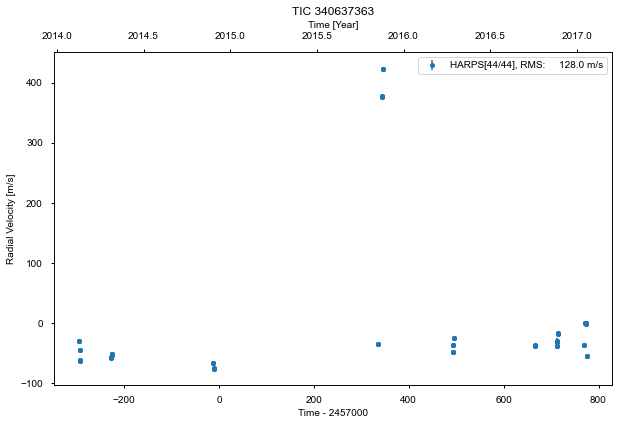 TIC 340637363
Time [Year]
2014.0 2014.5 2015.0 2015.5 2016.0 2016.5 2017.0
HARPS[44/44], RMS: 128.0 m/s
Radial Velocity [m/s]
400
300
200
100
0
−100
−200 0 200 400 600 800
Time - 2457000